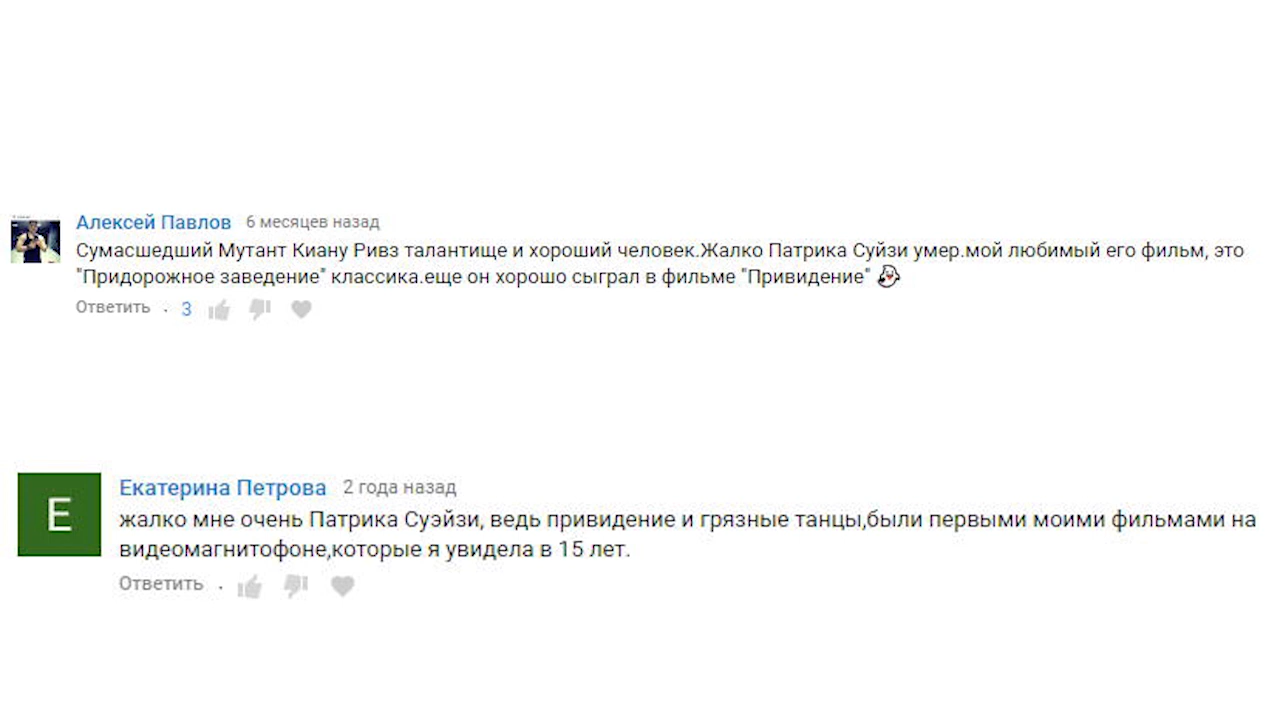 Алексей Павлов 6 месяцев назад
Сумасшедший Мутант Киану Ривз талантище и хороший человек.Жалко Патрика Суйзи умер.мой любимый его фильм, это
"Придорожное заведение" классика.еще он хорошо сыграл в фильме "Привидение"
Ответить · 3
Е
Екатерина Петрова 2 года назад
жалко мне очень Патрика Суэйзи, ведь привидение и грязные танцы,были первыми моими фильмами на
видеомагнитофоне,которые я увидела в 15 лет.
Ответить ·